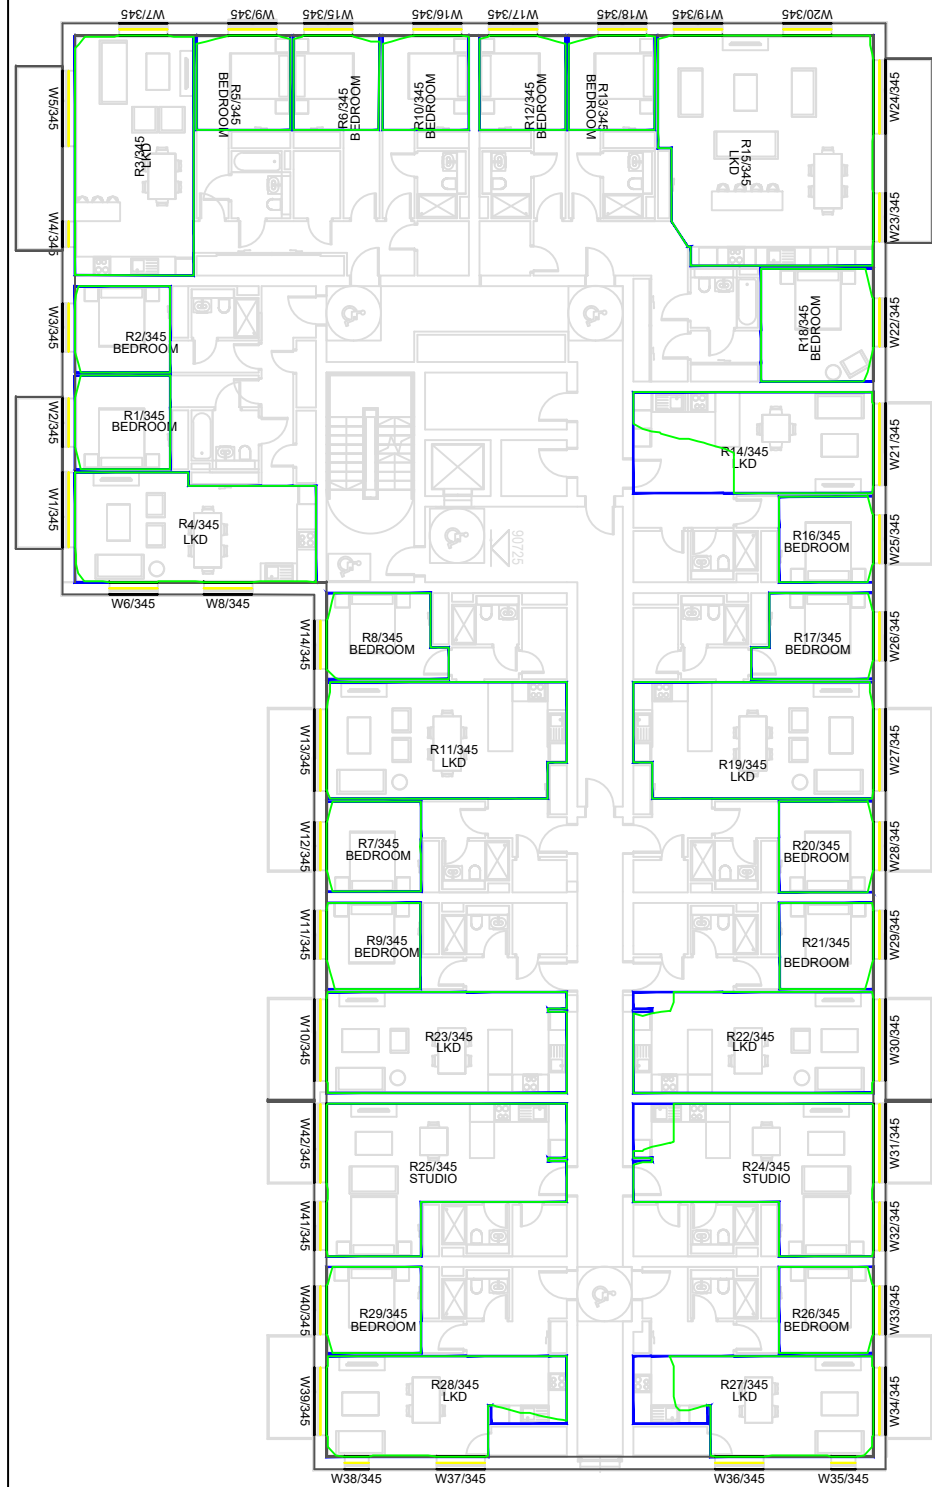 W7/345
W9/345
W15/345
W16/345
W17/345
W18/345
W19/345
W20/345
W5/345
W24/345
R3/345
LKD
R5/345
BEDROOM
R6/345
BEDROOM
R10/345
BEDROOM
R12/345
BEDROOM
R13/345
BEDROOM
R15/345
LKD
W4/345
W23/345
W3/345
R2/345
BEDROOM
R18/345
BEDROOM
W22/345
W2/345
R1/345
BEDROOM
R14/345
LKD
W21/345
W1/345
R4/345
LKD
90725
R16/345
BEDROOM
W25/345
W6/345
W8/345
W14/345
R8/345
BEDROOM
R17/345
BEDROOM
W26/345
W13/345
R11/345
LKD
R19/345
LKD
W27/345
W12/345
R7/345
BEDROOM
R20/345
BEDROOM
W28/345
W11/345
R9/345
BEDROOM
R21/345
BEDROOM
W29/345
W10/345
R23/345
LKD
R22/345
LKD
W30/345
W42/345
R25/345
STUDIO
R24/345
STUDIO
W31/345
W41/345
W32/345
W40/345
R29/345
BEDROOM
R26/345
BEDROOM
W33/345
W39/345
R28/345
LKD
R27/345
LKD
W34/345
W38/345
W37/345
W36/345
W35/345